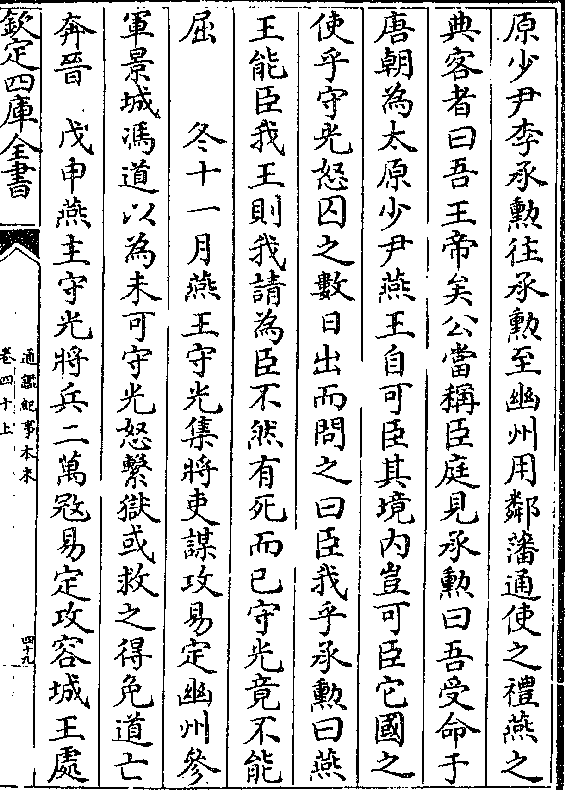 原少尹李承勲往承勲至幽州用鄰藩通使之禮燕之
典客者曰吾王帝矣公當稱臣庭見承勲曰吾受命于
唐朝為太原少尹燕王自可臣其境内豈可臣它國之
使乎守光怒囚之數日出而問之曰臣我乎承勲曰燕
王能臣我王則我請為臣不然有死而已守光竟不能
屈　冬十一月燕王守光集將吏謀攻易定幽州參
軍景城馮道以為未可守光怒繫獄或救之得免道亡
奔晉　戊申燕主守光將兵二萬冦易定攻容城王處
欽定四庫全書
通鑑紀事本末
卷四十上
四十九